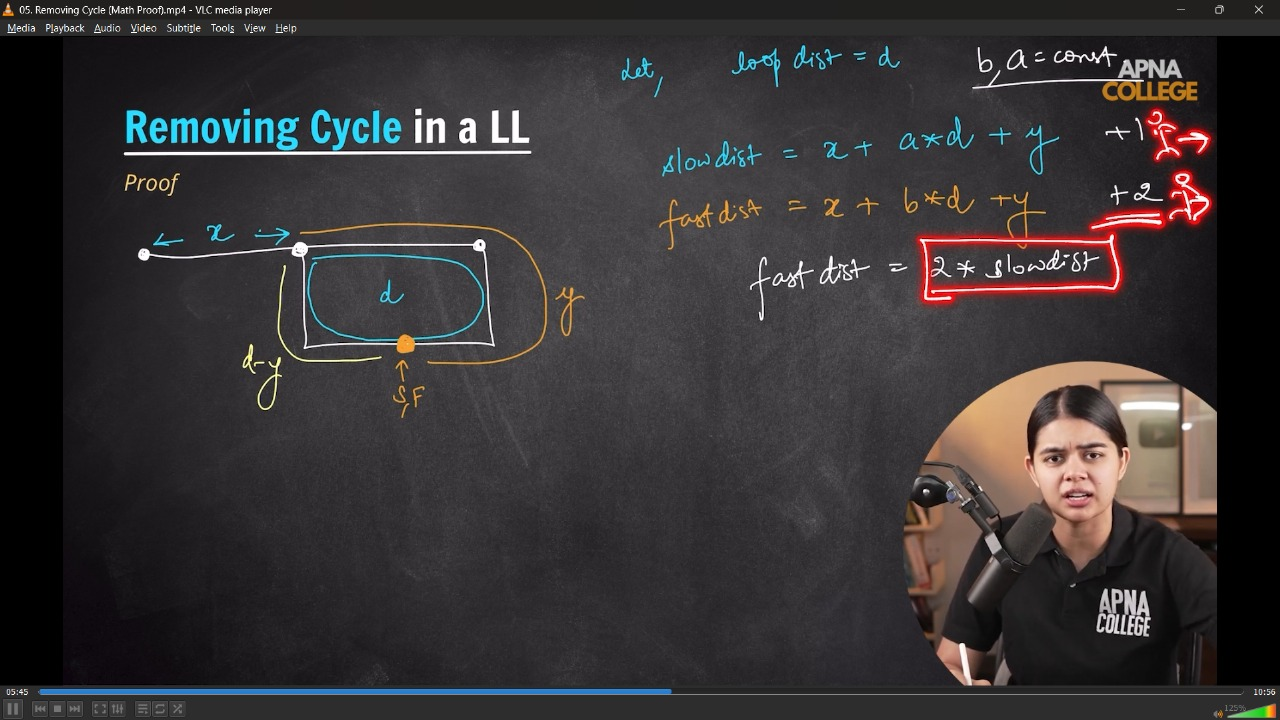 05. Removing Cycle (Math Proof).mp4 - VLC media player
Media Playback Audio Video Subtitle Tools View Help
Let, loop dist = d b, a = const
APNA
COLLEGE
Removing Cycle in a LL
Proof
slow dist = x + a*d + y +1
fast dist = x + b*d + y +2
fast dist = 2 * slow dist
x
d
y
d-y
S,F
APNA
COLLEGE
05:45 10:56
125%